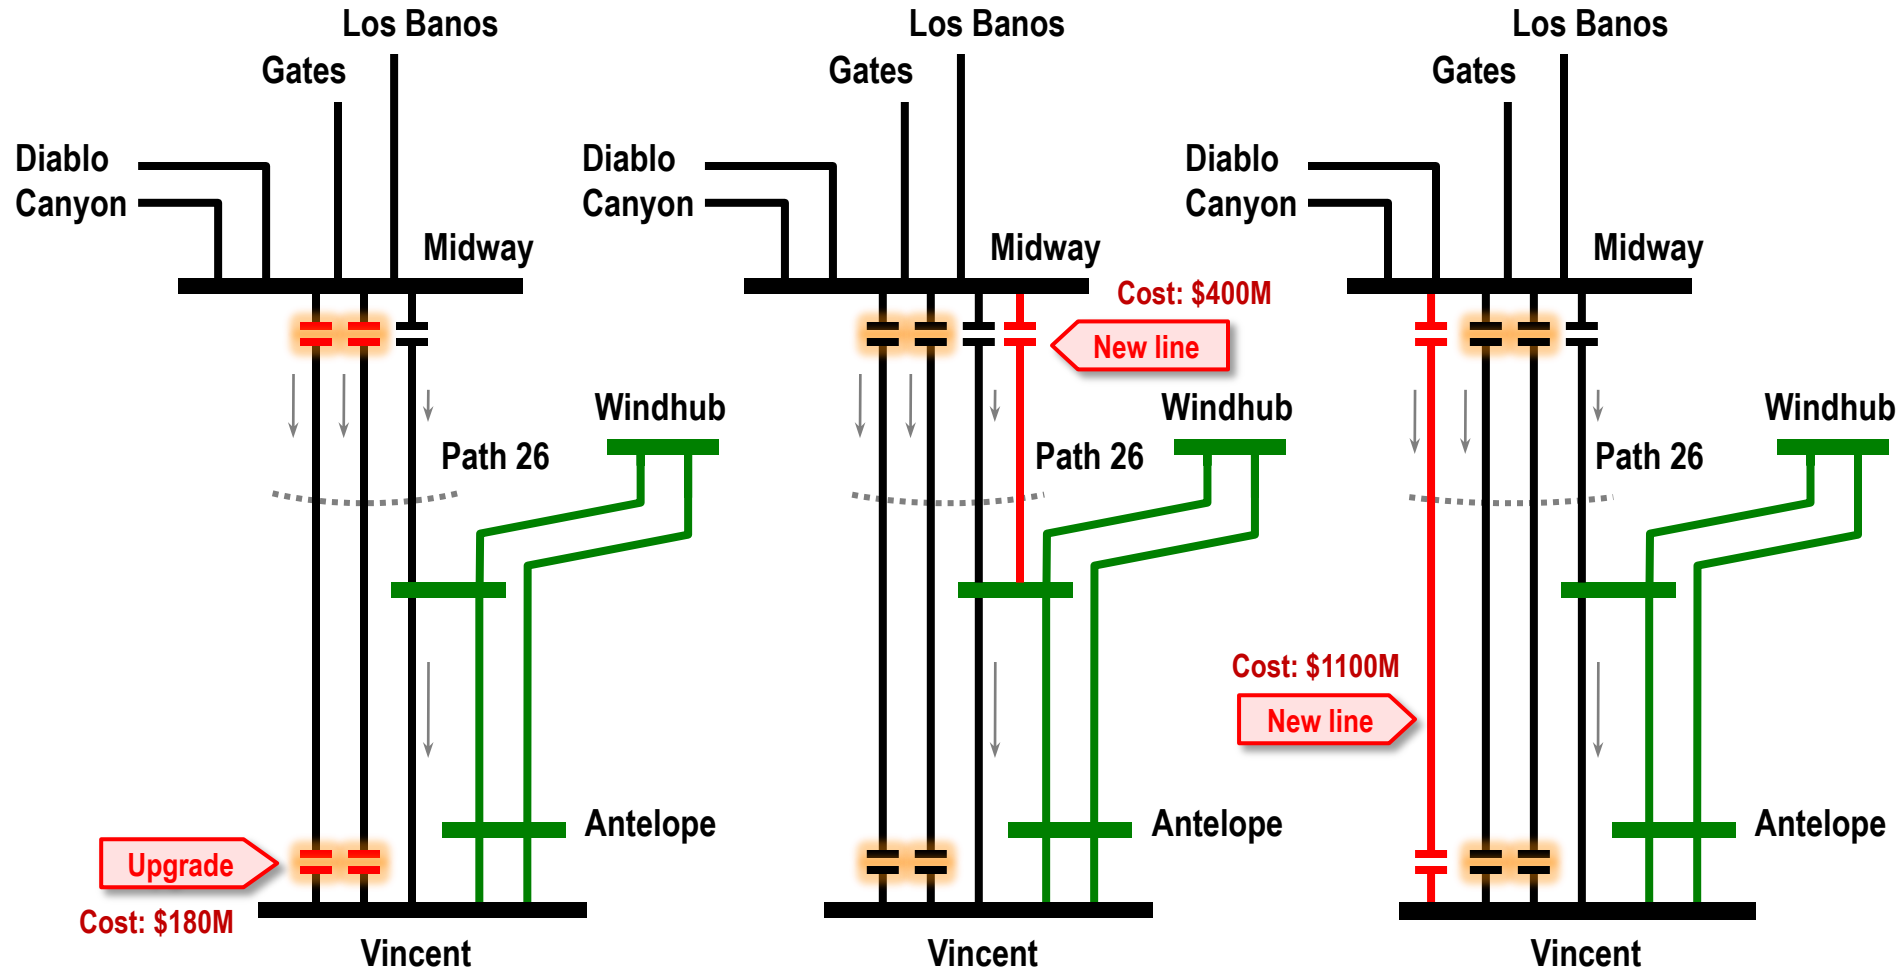 Los Banos
Gates
Diablo
Canyon
Midway
Windhub
Path 26
Antelope
Upgrade
Cost: $180M
Vincent
Los Banos
Gates
Diablo
Canyon
Midway
Cost: $400M
New line
Windhub
Path 26
Antelope
Vincent
Los Banos
Gates
Diablo
Canyon
Midway
Windhub
Path 26
Cost: $1100M
New line
Antelope
Vincent